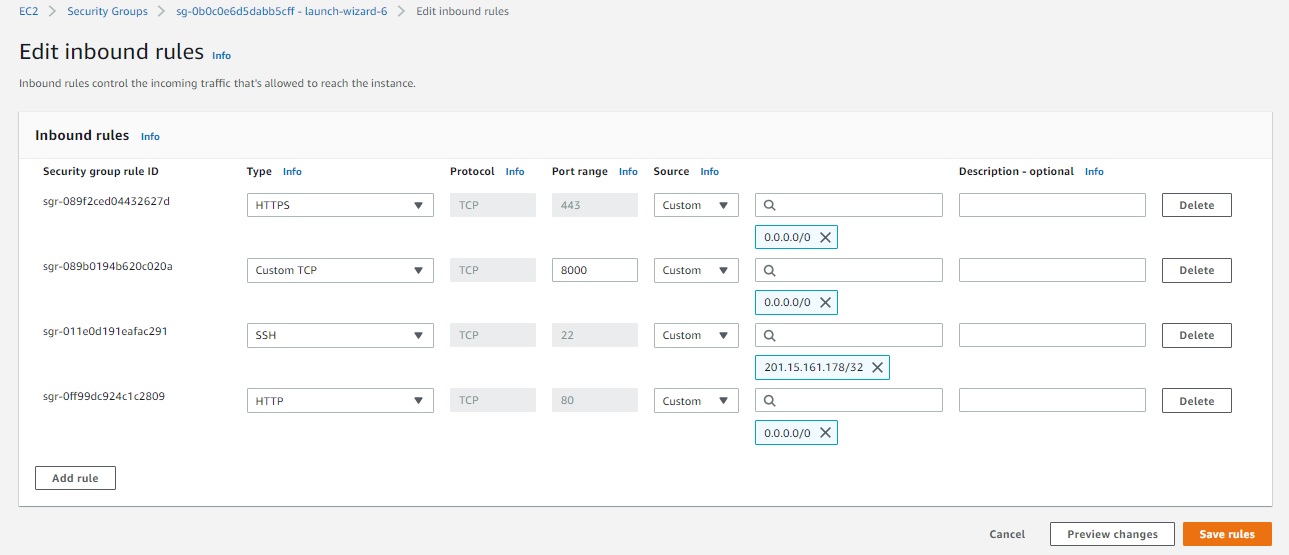 EC2 > Security Groups > sg-0b0c0e6d5dabb5cff - launch-wizard-6 > Edit inbound rules
Edit inbound rules Info
Inbound rules control the incoming traffic that's allowed to reach the instance.
Inbound rules Info
Security group rule ID Type Info Protocol Info Port range Info Source Info Description - optional Info
sgr-089f2ced04432627d HTTPS TCP 443 Custom Delete
0.0.0.0/0
sgr-089b0194b620c020a Custom TCP TCP 8000 Custom Delete
0.0.0.0/0
sgr-011e0d191eafac291 SSH TCP 22 Custom Delete
201.15.161.178/32
sgr-0ff99dc924c1c2809 HTTP TCP 80 Custom Delete
0.0.0.0/0
Add rule
Cancel Preview changes Save rules